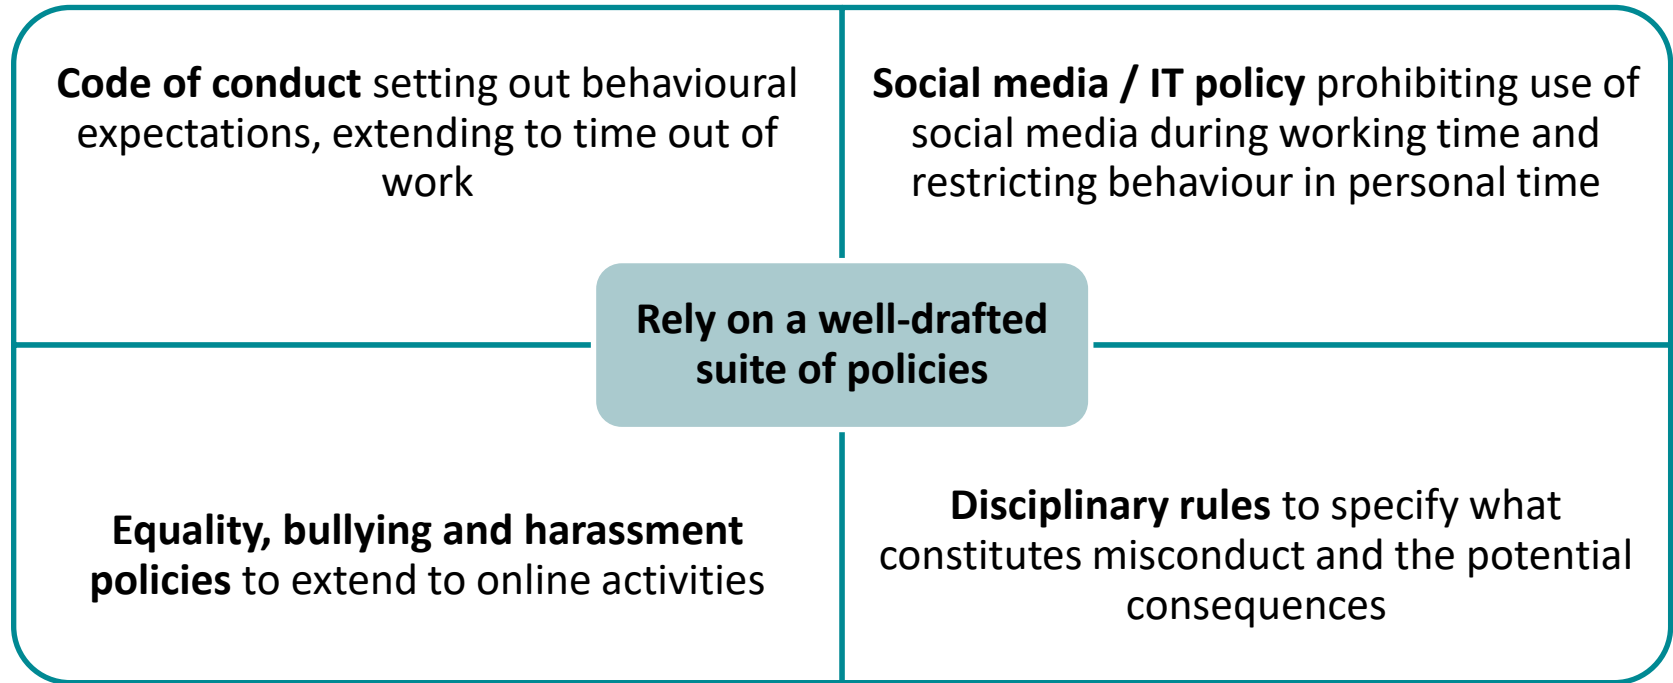 Code of conduct setting out behavioural
expectations, extending to time out of
work
Social media / IT policy prohibiting use of
social media during working time and
restricting behaviour in personal time
Rely on a well-drafted
suite of policies
Equality, bullying and harassment
policies to extend to online activities
Disciplinary rules to specify what
constitutes misconduct and the potential
consequences